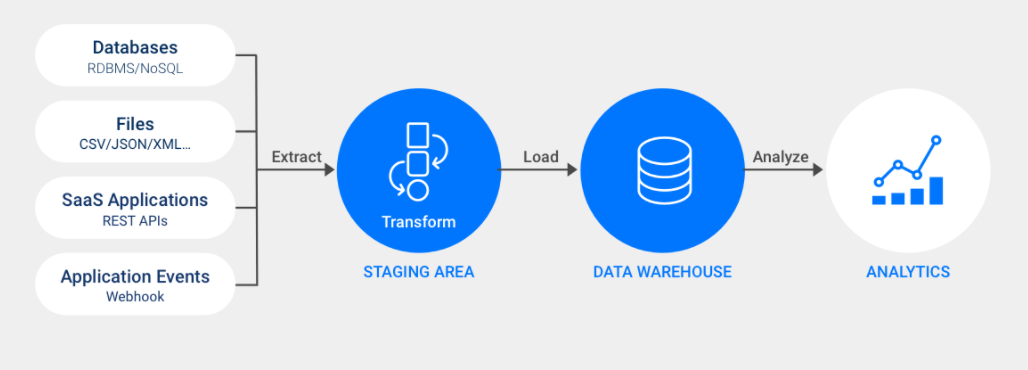 Databases
RDBMS/NoSQL
Files
CSV/JSON/XML...
SaaS Applications
REST APIs
Application Events
Webhook
Extract
Transform
STAGING AREA
Load
DATA WAREHOUSE
Analyze
ANALYTICS